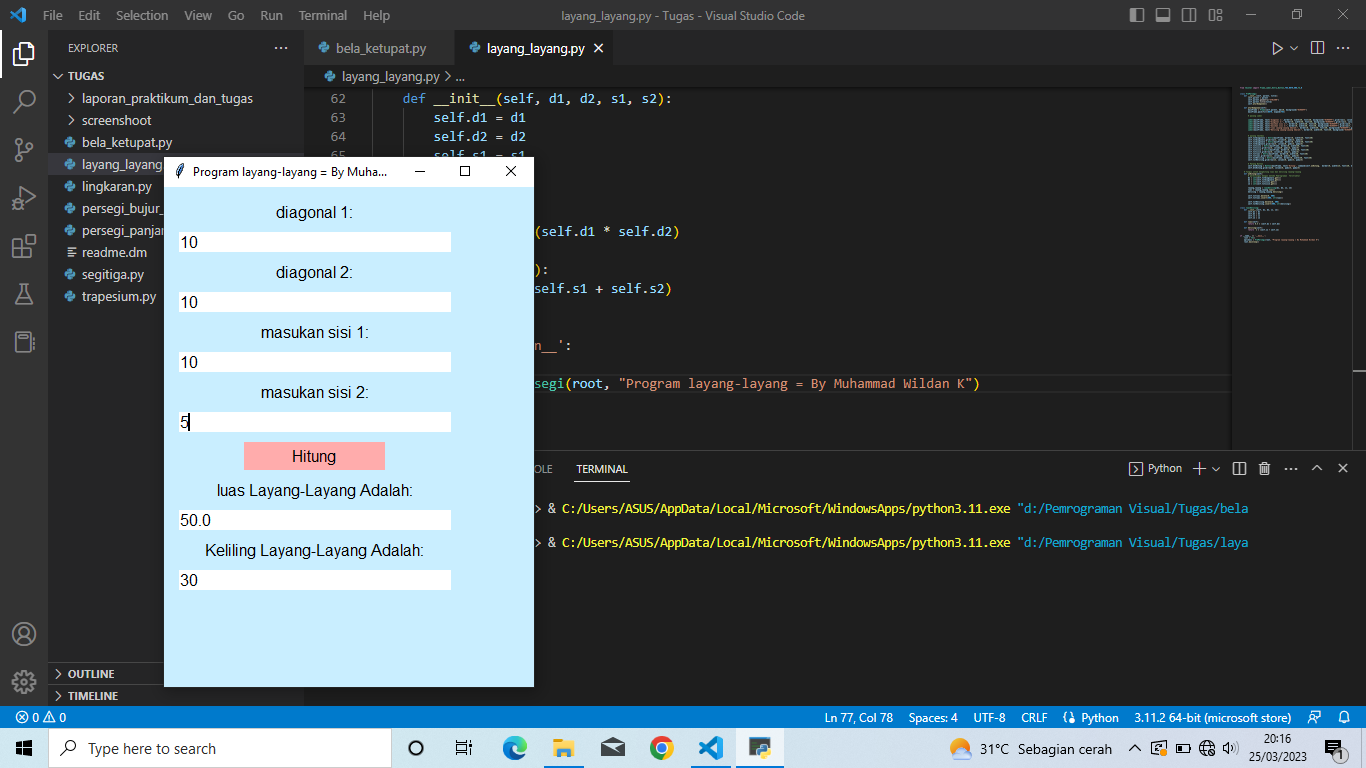 File Edit Selection View Go Run Terminal Help
layang_layang.py - Tugas - Visual Studio Code
EXPLORER
TUGAS
laporan_praktikum_dan_tugas
screenshoot
bela_ketupat.py
layang_layang
lingkaran.py
persegi_bujur_
persegi_panjan
readme.dm
segitiga.py
trapesium.py
OUTLINE
TIMELINE
bela_ketupat.py
layang_layang.py
layang_layang.py > ...
62 def __init__(self, d1, d2, s1, s2):
63 self.d1 = d1
64 self.d2 = d2
65 self.s1 = s1
(self.d1 * self.d2)
):
self.s1 + self.s2)
n__':
segi(root, "Program layang-layang = By Muhammad Wildan K")
Program layang-layang = By Muha...
diagonal 1:
10
diagonal 2:
10
masukan sisi 1:
10
masukan sisi 2:
5
Hitung
luas Layang-Layang Adalah:
50.0
Keliling Layang-Layang Adalah:
30
OLE TERMINAL
Python
> & C:/Users/ASUS/AppData/Local/Microsoft/WindowsApps/python3.11.exe "d:/Pemrograman Visual/Tugas/bela
> & C:/Users/ASUS/AppData/Local/Microsoft/WindowsApps/python3.11.exe "d:/Pemrograman Visual/Tugas/laya
0 0
Ln 77, Col 78 Spaces: 4 UTF-8 CRLF Python 3.11.2 64-bit (microsoft store)
Type here to search
31°C Sebagian cerah
20:16
25/03/2023
1